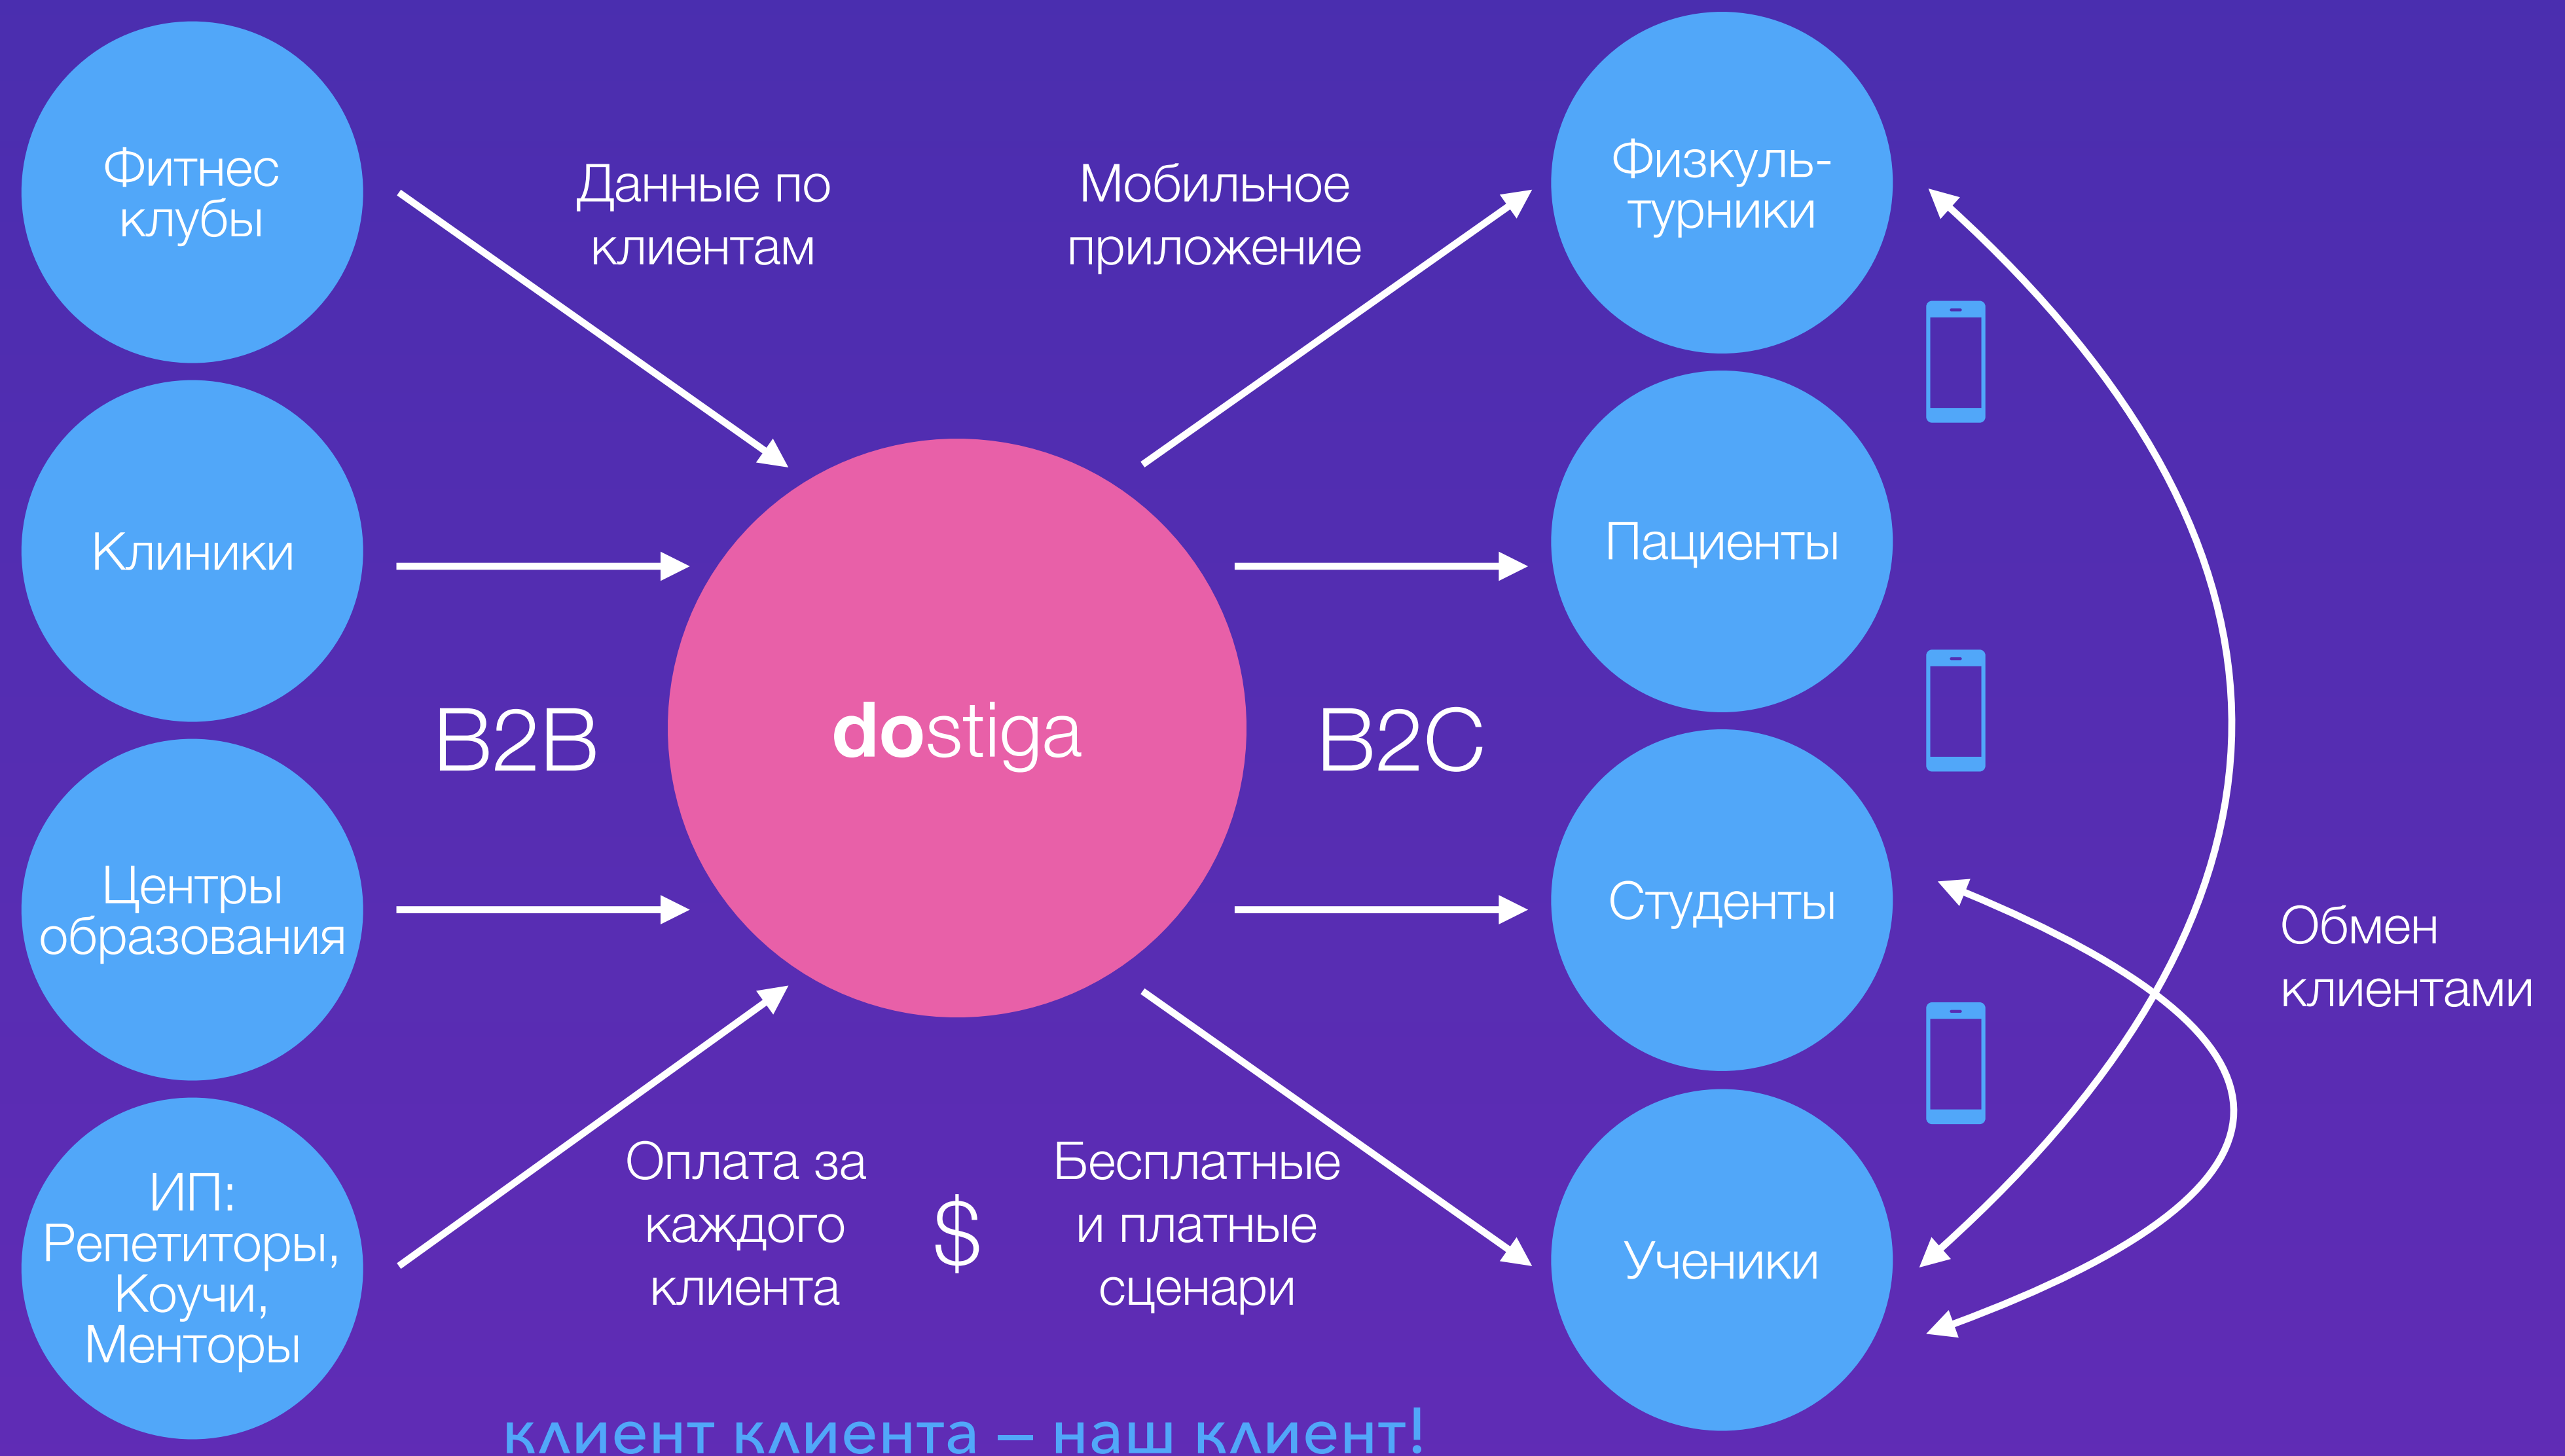 Фитнес
клубы
Клиники
Центры
образования
ИП:
Репетиторы,
Коучи,
Менторы
Данные по
клиентам
B2B
Оплата за
каждого
клиента
dostiga
$
Мобильное
приложение
B2C
Бесплатные
и платные
сценари
Физкуль-
турники
Пациенты
Студенты
Ученики
Обмен
клиентами
клиент клиента – наш клиент!